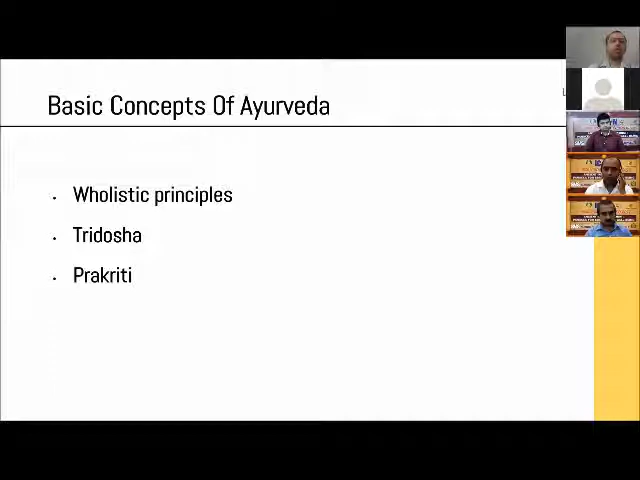 Basic Concepts Of Ayurveda
Wholistic principles
Tridosha
Prakriti